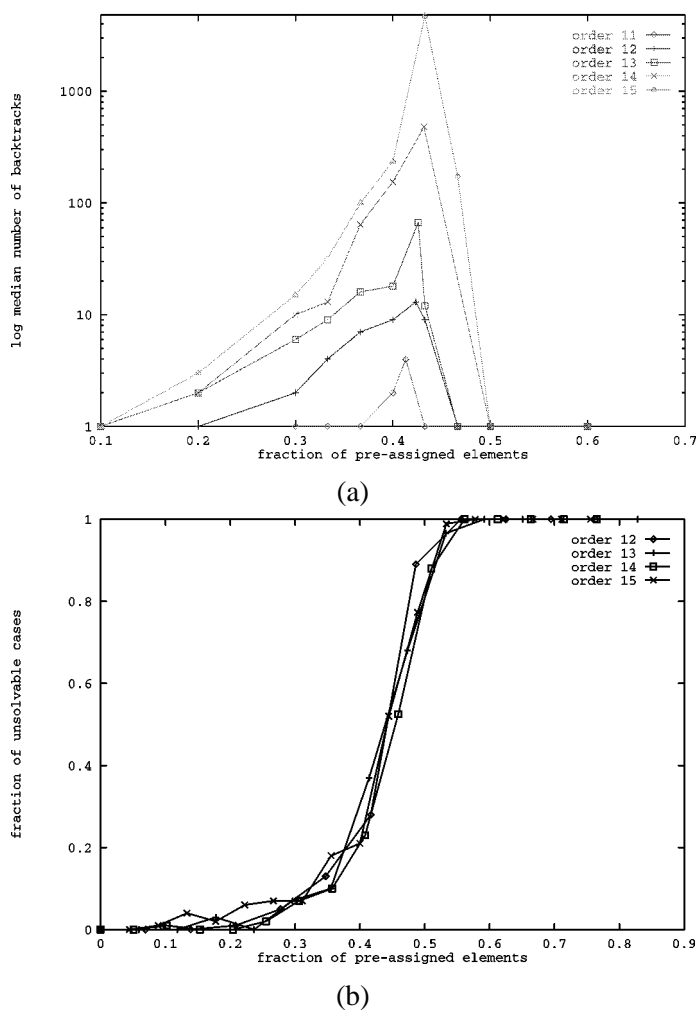 order 11
order 12
order 13
1000
order 14
order 15
log median number of backtracks
100
10
1
0.1 0.2 0.3 0.4 0.5 0.6 0.7
fraction of pre-assigned elements
(a)
1
order 12
order 13
order 14
order 15
0.8
fraction of unsolvable cases
0.6
0.4
0.2
0
0 0.1 0.2 0.3 0.4 0.5 0.6 0.7 0.8 0.9
fraction of pre-assigned elements
(b)